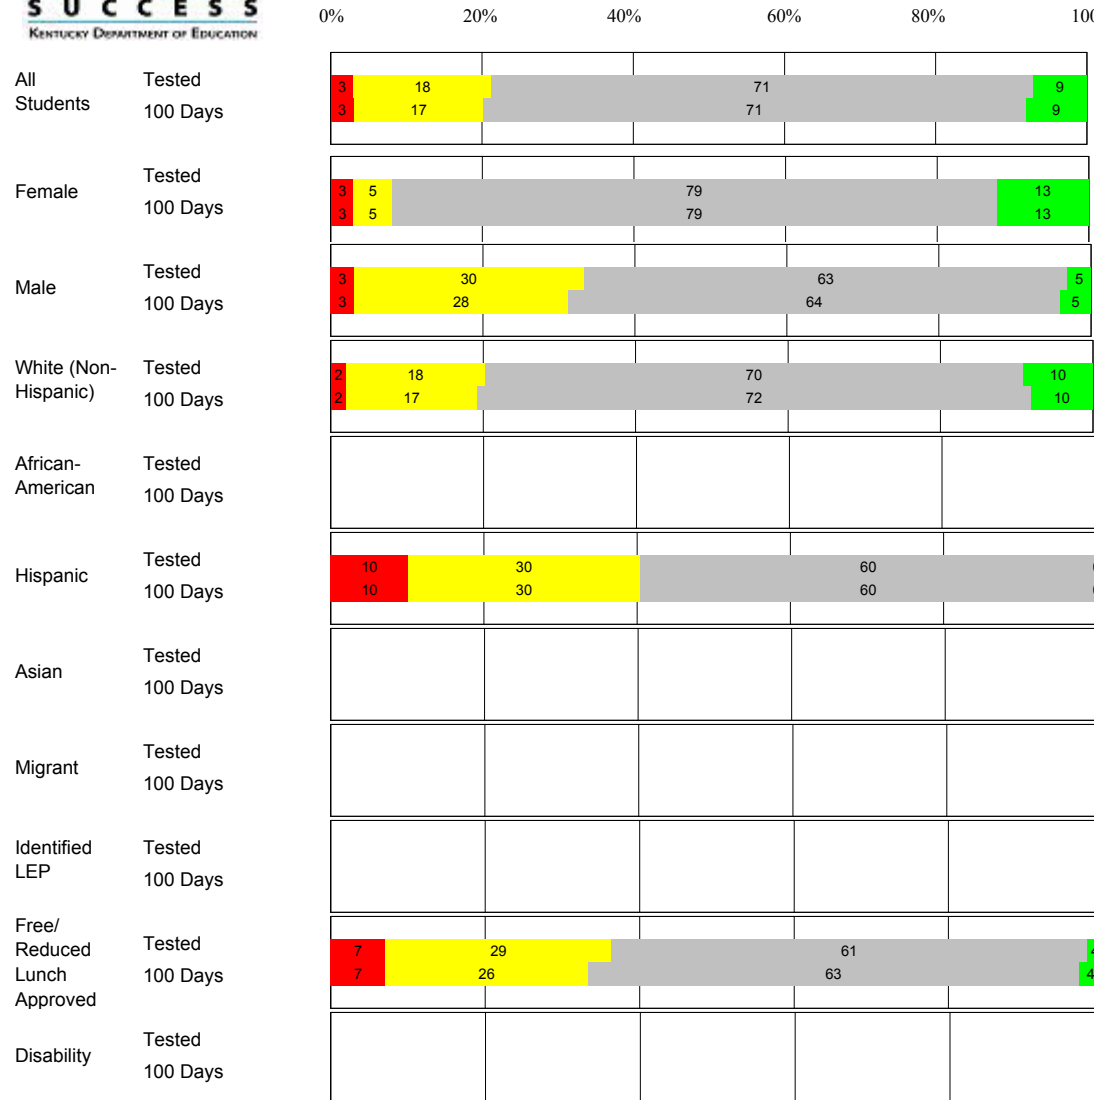 SUCCESS
KENTUCKY DEPARTMENT OF EDUCATION
0% 20% 40% 60% 80% 100
All Students
Tested 3 18 71 9
100 Days 3 17 71 9
Female
Tested 3 5 79 13
100 Days 3 5 79 13
Male
Tested 3 30 63 5
100 Days 3 28 64 5
White (Non-
Hispanic)
Tested 2 18 70 10
100 Days 2 17 72 10
African-
American
Tested
100 Days
Hispanic
Tested 10 30 60
100 Days 10 30 60
Asian
Tested
100 Days
Migrant
Tested
100 Days
Identified
LEP
Tested
100 Days
Free/
Reduced
Lunch
Approved
Tested 7 29 61 4
100 Days 7 26 63 4
Disability
Tested
100 Days